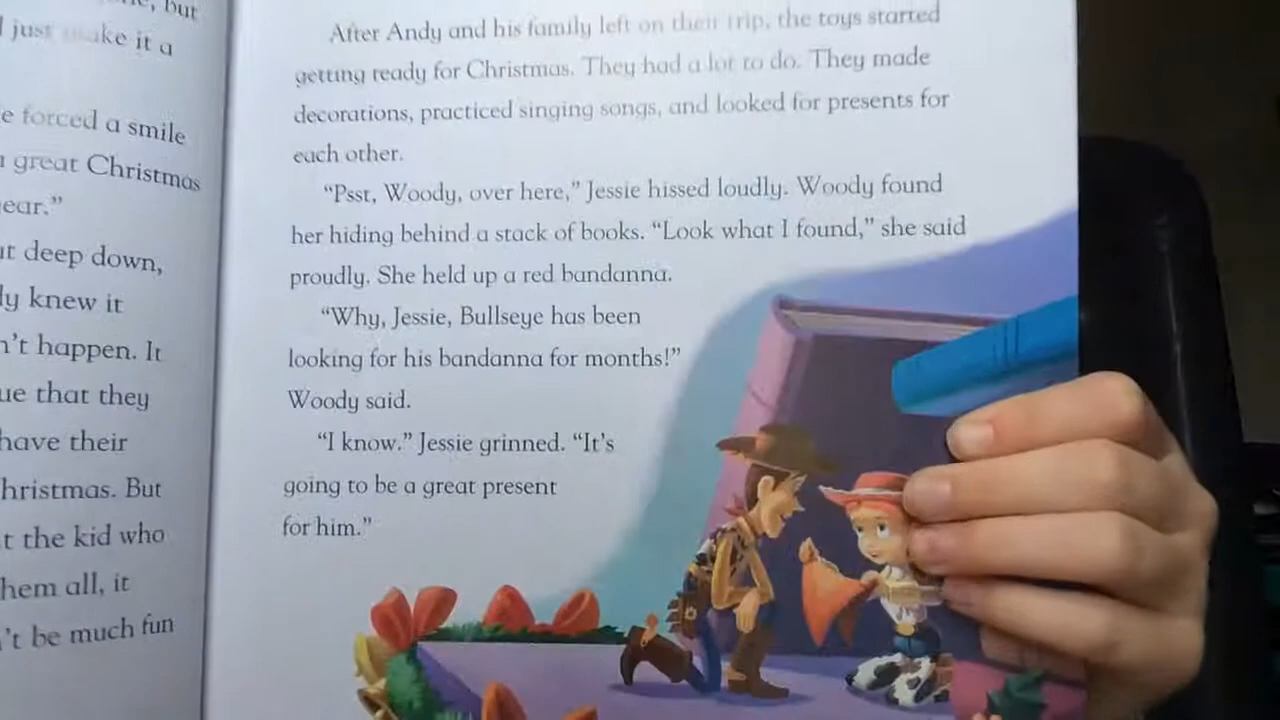 but
just make it a
forced a smile
great Christmas
ear.”
deep down,
knew it
n’t happen. It
ue that they
have their
hristmas. But
t the kid who
hem all, it
’t be much fun
After Andy and his family left on their trip, the toys started
getting ready for Christmas. They had a lot to do. They made
decorations, practiced singing songs, and looked for presents for
each other.
“Psst, Woody, over here,” Jessie hissed loudly. Woody found
her hiding behind a stack of books. “Look what I found,” she said
proudly. She held up a red bandanna.
“Why, Jessie, Bullseye has been
looking for his bandanna for months!”
Woody said.
“I know.” Jessie grinned. “It’s
going to be a great present
for him.”